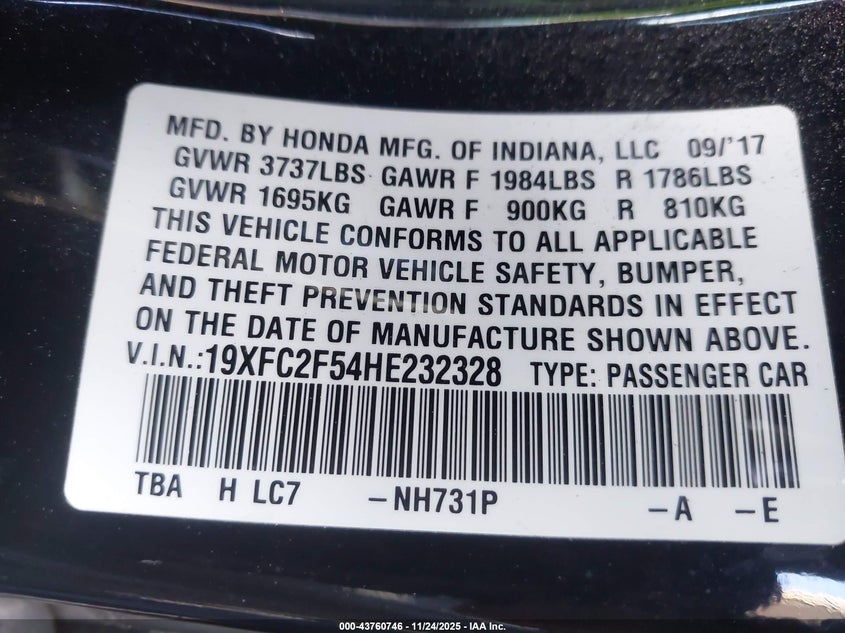 MFD. BY HONDA MFG. OF INDIANA, LLC 09/'17
GVWR 3737LBS GAWR F 1984LBS R 1786LBS
GVWR 1695KG GAWR F 900KG R 810KG
THIS VEHICLE CONFORMS TO ALL APPLICABLE
FEDERAL MOTOR VEHICLE SAFETY, BUMPER,
AND THEFT PREVENTION STANDARDS IN EFFECT
ON THE DATE OF MANUFACTURE SHOWN ABOVE.
V.I.N.:19XFC2F54HE232328 TYPE: PASSENGER CAR
TBA H LC7 -NH731P -A -E
000-43760746 - 11/24/2025 - IAA Inc.